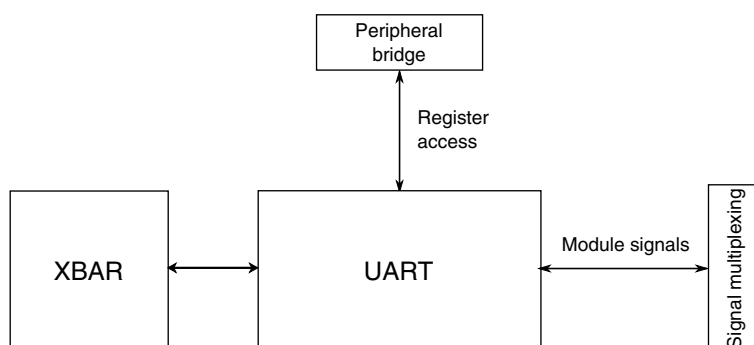 Peripheral
bridge
Register
access
XBAR
UART
Module signals
Signal multiplexing